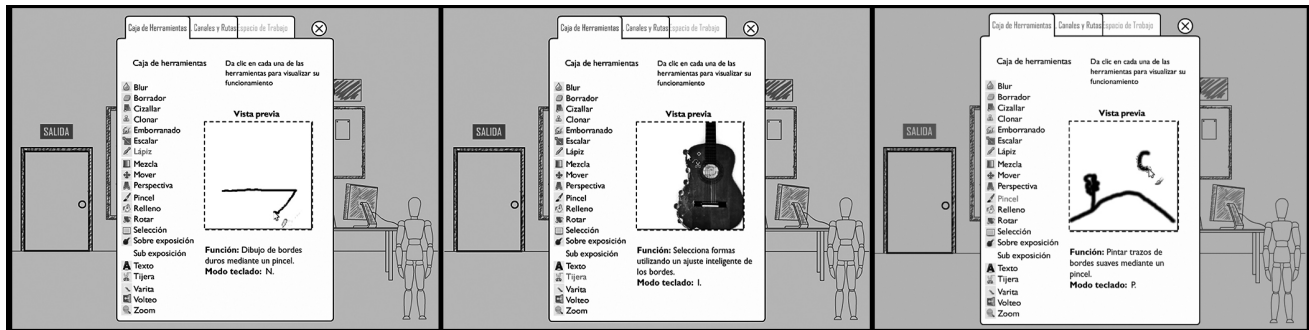 Caja de Herramientas
Canales y Rutas
Espacio de Trabajo
Caja de herramientas
Da clic en cada una de las
herramientas para visualizar su
funcionamiento
Blur
Borrador
Cizallar
Clonar
Emborranado
Escalar
Lápiz
Mezcla
Mover
Perspectiva
Pincel
Relleno
Rotar
Selección
Sobre exposición
Sub exposición
Texto
Tijera
Varita
Volteo
Zoom
Vista previa
Función: Dibujo de bordes
duros mediante un pincel.
Modo teclado: N.
SALIDA
Caja de Herramientas
Canales y Rutas
Espacio de Trabajo
Caja de herramientas
Da clic en cada una de las
herramientas para visualizar su
funcionamiento
Blur
Borrador
Cizallar
Clonar
Emborranado
Escalar
Lápiz
Mezcla
Mover
Perspectiva
Pincel
Relleno
Rotar
Selección
Sobre exposición
Sub exposición
Texto
Tijera
Varita
Volteo
Zoom
Vista previa
Función: Selecciona formas
utilizando un ajuste inteligente de
los bordes.
Modo teclado: I.
SALIDA
Caja de Herramientas
Canales y Rutas
Espacio de Trabajo
Caja de herramientas
Da clic en cada una de las
herramientas para visualizar su
funcionamiento
Blur
Borrador
Cizallar
Clonar
Emborranado
Escalar
Lápiz
Mezcla
Mover
Perspectiva
Pincel
Relleno
Rotar
Selección
Sobre exposición
Sub exposición
Texto
Tijera
Varita
Volteo
Zoom
Vista previa
Función: Pintar trazos de
bordes suaves mediante un
pincel.
Modo teclado: P.
SALIDA